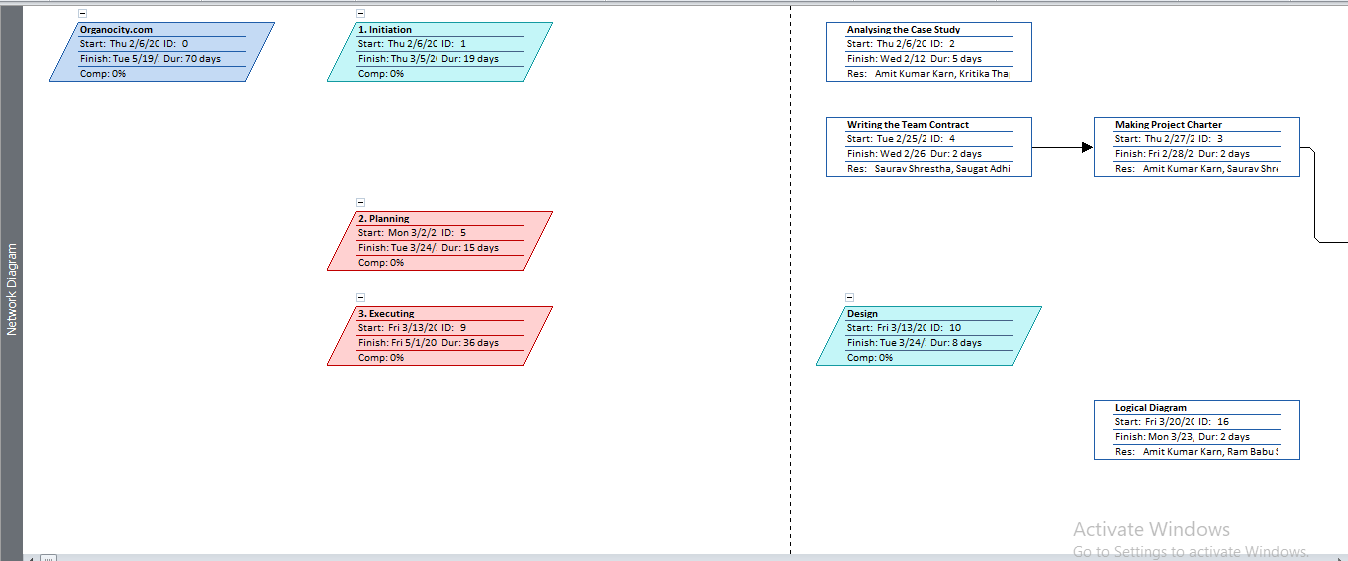 Network Diagram
Organocity.com
Start: Thu 2/6/20 ID: 0
Finish: Tue 5/19/ Dur: 70 days
Comp: 0%
1. Initiation
Start: Thu 2/6/20 ID: 1
Finish: Thu 3/5/2 Dur: 19 days
Comp: 0%
Analysing the Case Study
Start: Thu 2/6/20 ID: 2
Finish: Wed 2/12 Dur: 5 days
Res: Amit Kumar Karn, Kritika Tha
Writing the Team Contract
Start: Tue 2/25/2 ID: 4
Finish: Wed 2/26 Dur: 2 days
Res: Saurav Shrestha, Saugat Adhi
Making Project Charter
Start: Thu 2/27/2 ID: 3
Finish: Fri 2/28/2 Dur: 2 days
Res: Amit Kumar Karn, Saurav Shre
2. Planning
Start: Mon 3/2/2 ID: 5
Finish: Tue 3/24/ Dur: 15 days
Comp: 0%
3. Executing
Start: Fri 3/13/20 ID: 9
Finish: Fri 5/1/20 Dur: 36 days
Comp: 0%
Design
Start: Fri 3/13/20 ID: 10
Finish: Tue 3/24/ Dur: 8 days
Comp: 0%
Logical Diagram
Start: Fri 3/20/20 ID: 16
Finish: Mon 3/23, Dur: 2 days
Res: Amit Kumar Karn, Ram Babu
Activate Windows
Go to Settings to activate Windows.